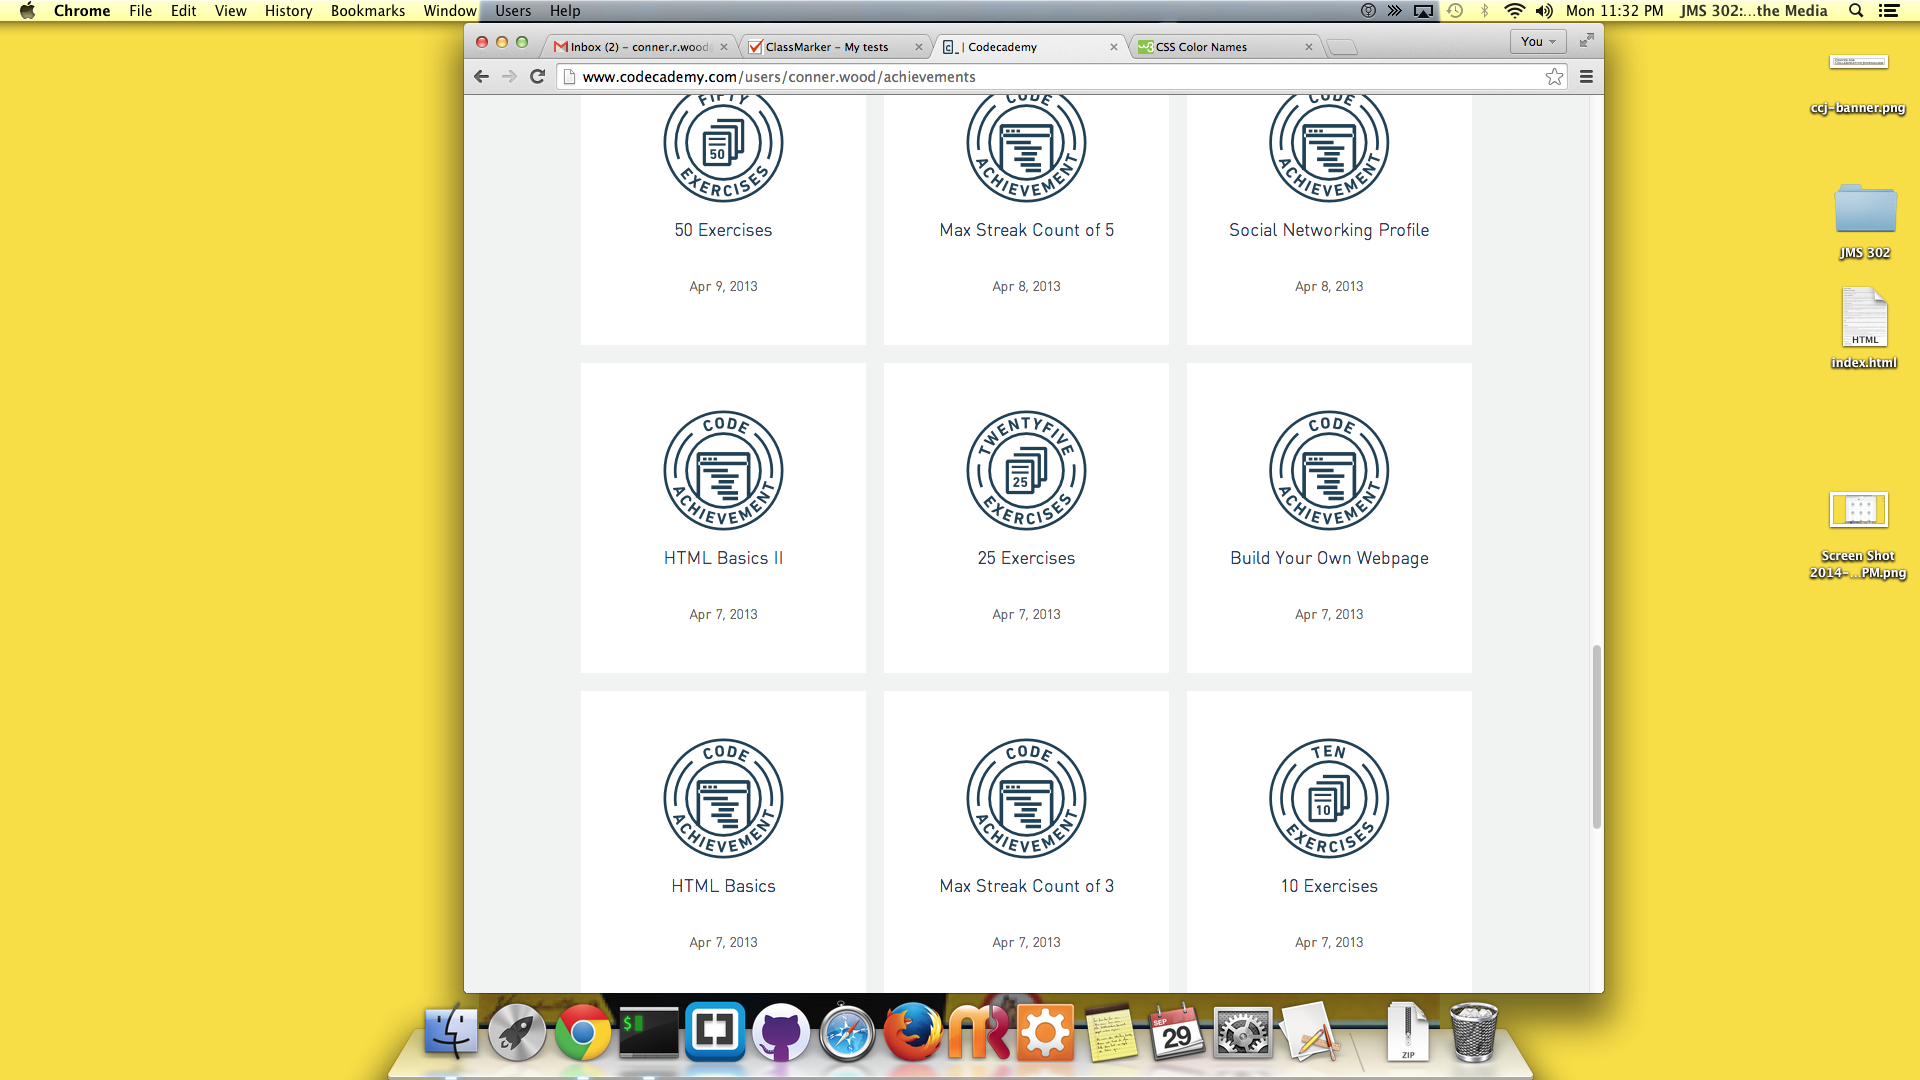 Chrome File Edit View History Bookmarks Window Users Help Mon 11:32 PM JMS 302:...the Media
Inbox (2) – conner.r.wood ClassMarker – My tests c_ | Codecademy w3 CSS Color Names You
www.codecademy.com/users/conner.wood/achievements
FIFTY 50 EXERCISES
CODE ACHIEVEMENT
CODE ACHIEVEMENT
50 Exercises
Max Streak Count of 5
Social Networking Profile
Apr 9, 2013
Apr 8, 2013
Apr 8, 2013
CODE ACHIEVEMENT
TWENTYFIVE 25 EXERCISES
CODE ACHIEVEMENT
HTML Basics II
25 Exercises
Build Your Own Webpage
Apr 7, 2013
Apr 7, 2013
Apr 7, 2013
CODE ACHIEVEMENT
CODE ACHIEVEMENT
TEN 10 EXERCISES
HTML Basics
Max Streak Count of 3
10 Exercises
Apr 7, 2013
Apr 7, 2013
Apr 7, 2013
ccj-banner.png
JMS 302
HTML
index.html
Screen Shot
2014-...PM.png
$
SEP
29
ZIP